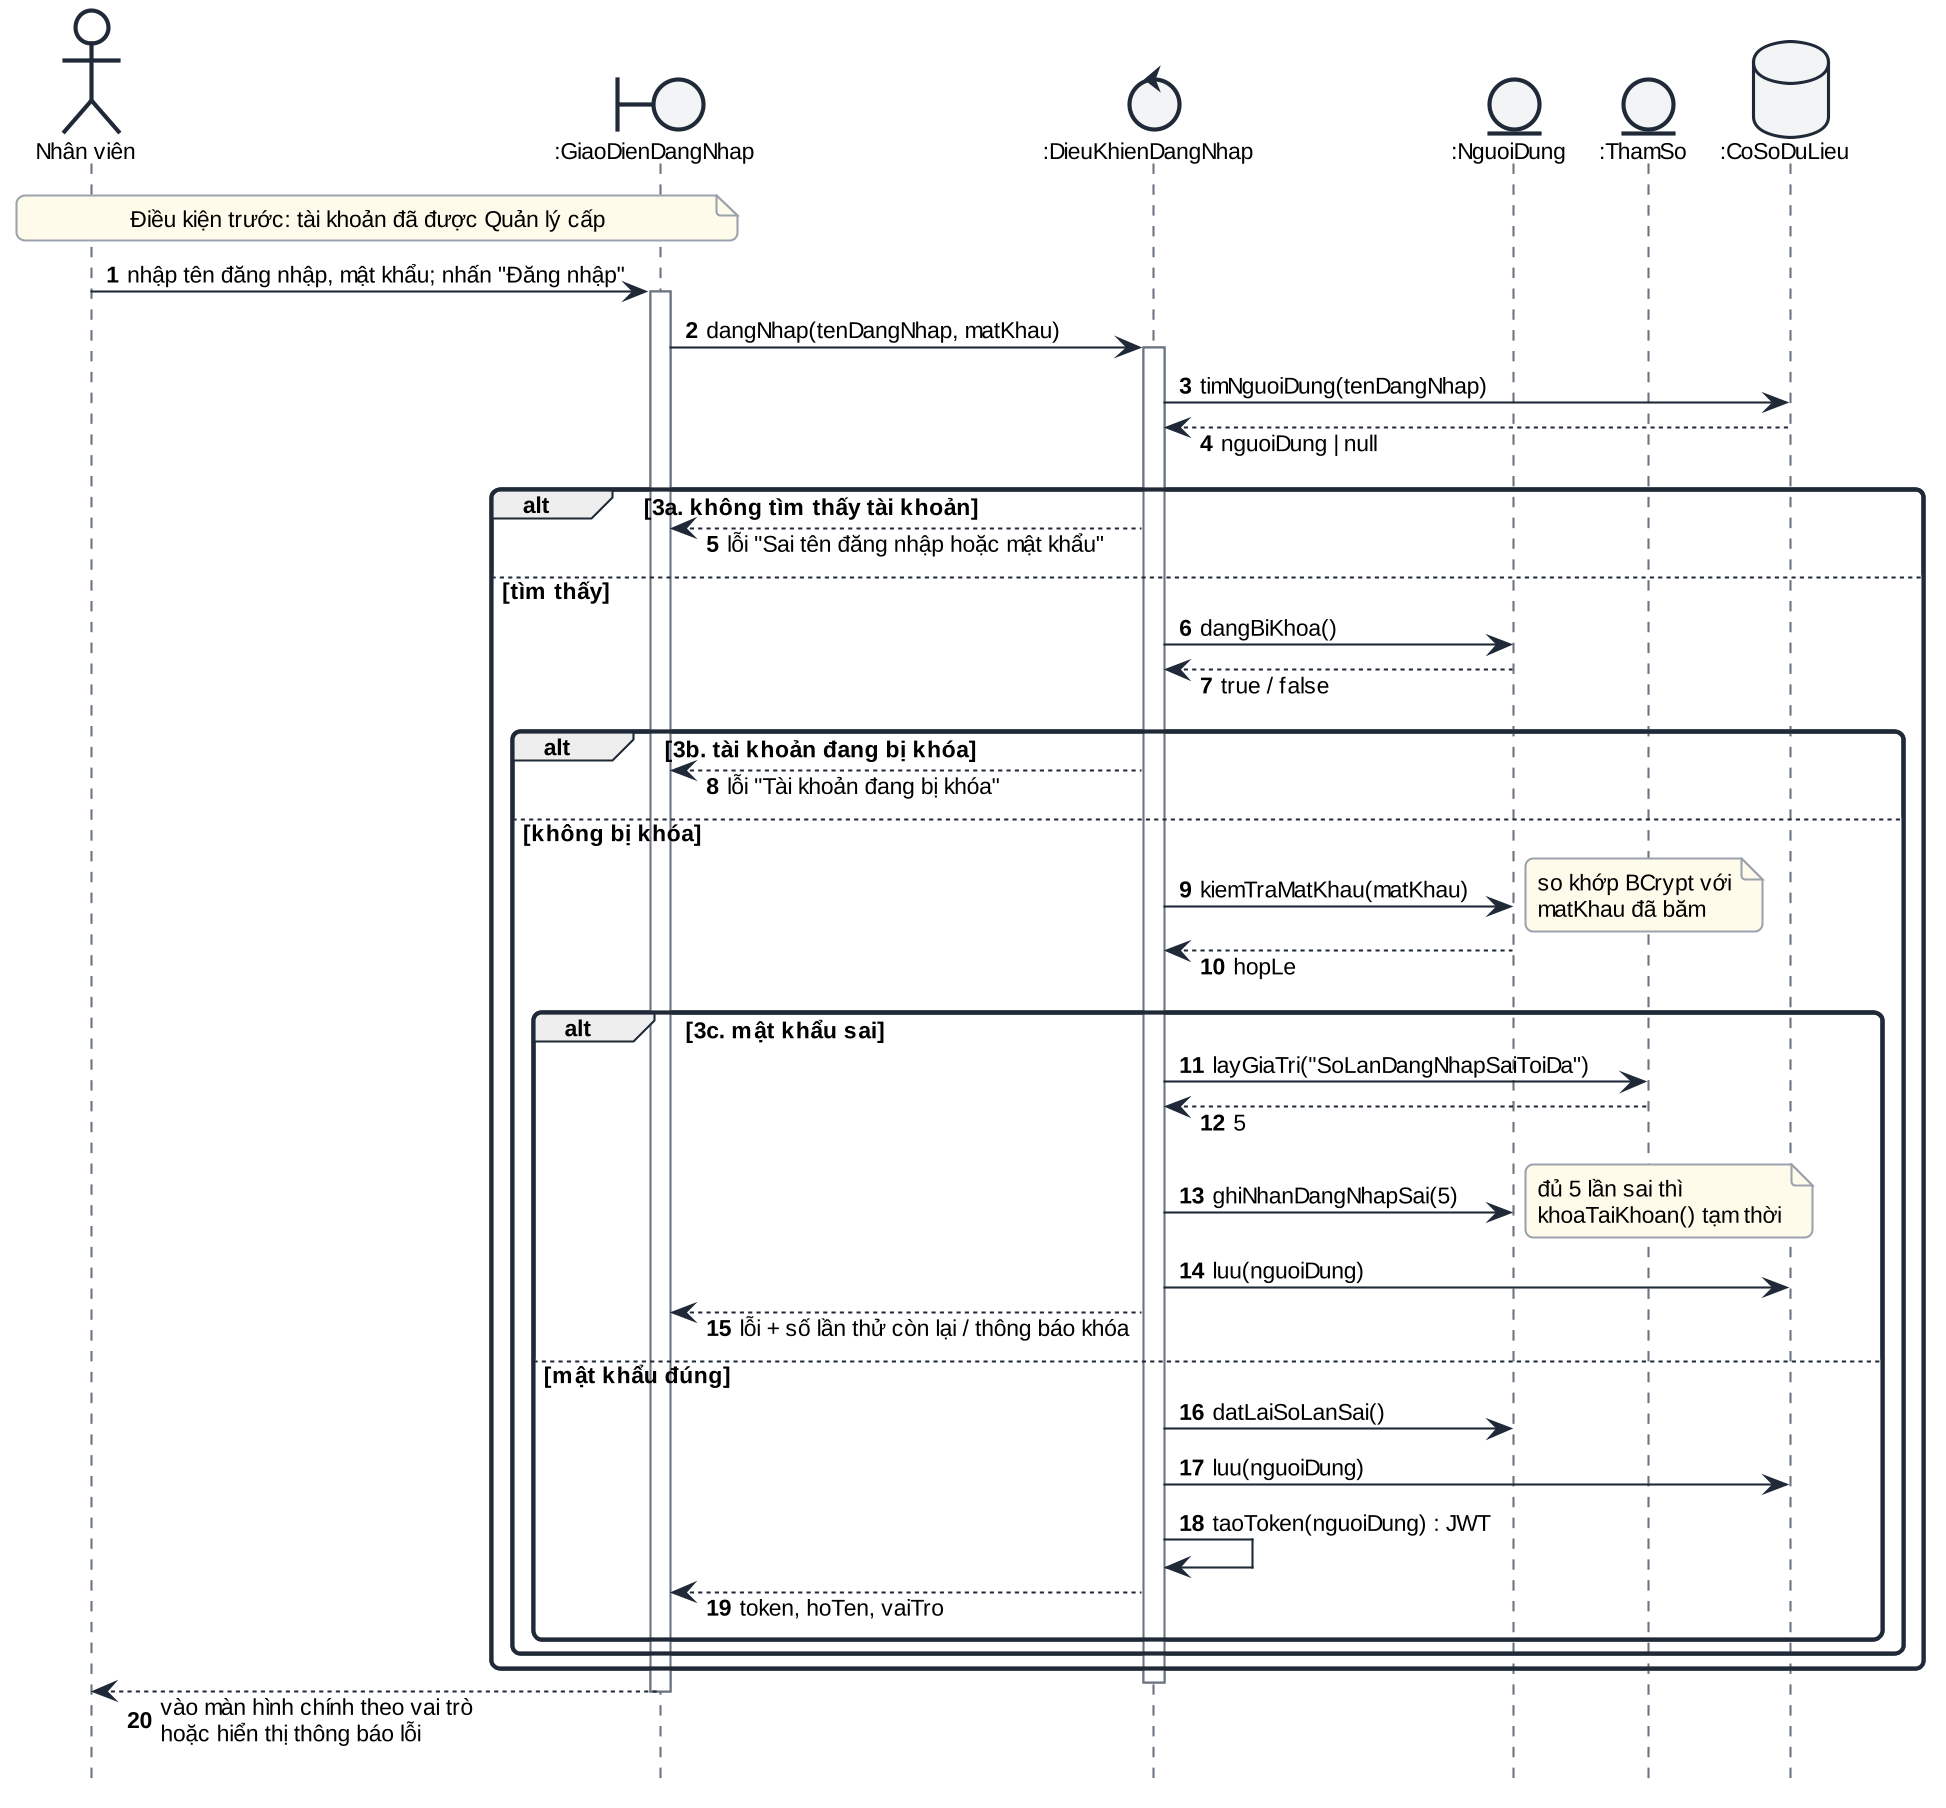 Nhân viên
:GiaoDienDangNhap
:DieuKhienDangNhap
:NguoiDung
:ThamSo
:CoSoDuLieu
Điều kiện trước: tài khoản đã được Quản lý cấp
1 nhập tên đăng nhập, mật khẩu; nhấn "Đăng nhập"
2 dangNhap(tenDangNhap, matKhau)
3 timNguoiDung(tenDangNhap)
4 nguoiDung | null
alt [3a. không tìm thấy tài khoản]
5 lỗi "Sai tên đăng nhập hoặc mật khẩu"
[tìm thấy]
6 dangBiKhoa()
7 true / false
alt [3b. tài khoản đang bị khóa]
8 lỗi "Tài khoản đang bị khóa"
[không bị khóa]
9 kiemTraMatKhau(matKhau)
so khớp BCrypt với
matKhau đã băm
10 hopLe
alt [3c. mật khẩu sai]
11 layGiaTri("SoLanDangNhapSaiToiDa")
12 5
13 ghiNhanDangNhapSai(5)
đủ 5 lần sai thì
khoaTaiKhoan() tạm thời
14 luu(nguoiDung)
15 lỗi + số lần thử còn lại / thông báo khóa
[mật khẩu đúng]
16 datLaiSoLanSai()
17 luu(nguoiDung)
18 taoToken(nguoiDung) : JWT
19 token, hoTen, vaiTro
20 vào màn hình chính theo vai trò
hoặc hiển thị thông báo lỗi